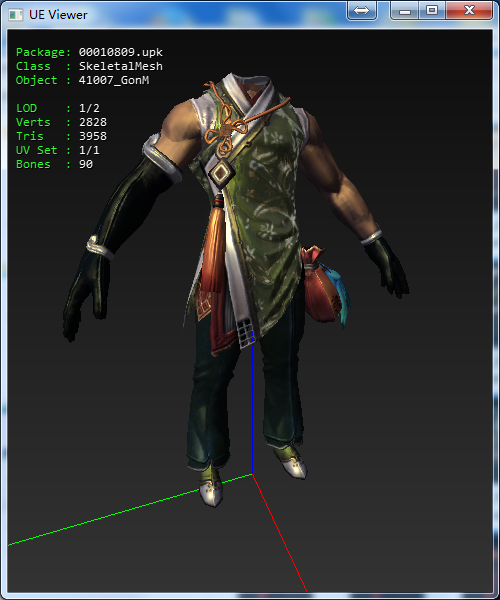 UE Viewer
Package: 00010809.upk
Class : SkeletalMesh
Object : 41007_GonM
LOD : 1/2
Verts : 2828
Tris : 3958
UV Set : 1/1
Bones : 90